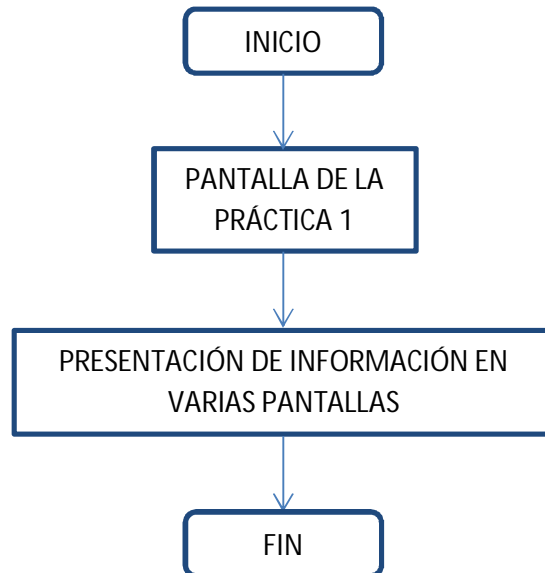 INICIO
PANTALLA DE LA
PRÁCTICA 1
PRESENTACIÓN DE INFORMACIÓN EN
VARIAS PANTALLAS
FIN